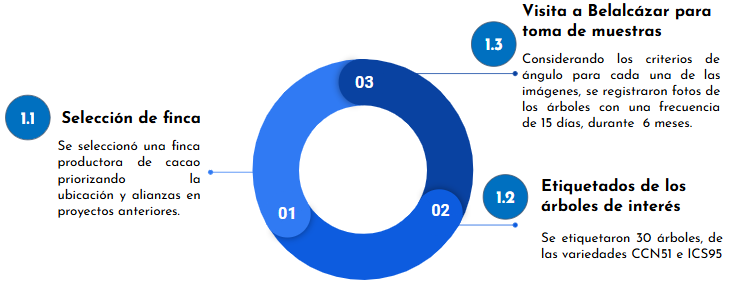 1.1
Selección de finca
Se seleccionó una finca
productora de cacao
priorizando la
ubicación y alianzas en
proyectos anteriores.
01
02
03
1.2
Etiquetados de los
árboles de interés
Se etiquetaron 30 árboles, de
las variedades CCN51 e ICS95
1.3
Visita a Belalcázar para
toma de muestras
Considerando los criterios de
ángulo para cada una de las
imágenes, se registraron fotos de
los árboles con una frecuencia
de 15 días, durante 6 meses.